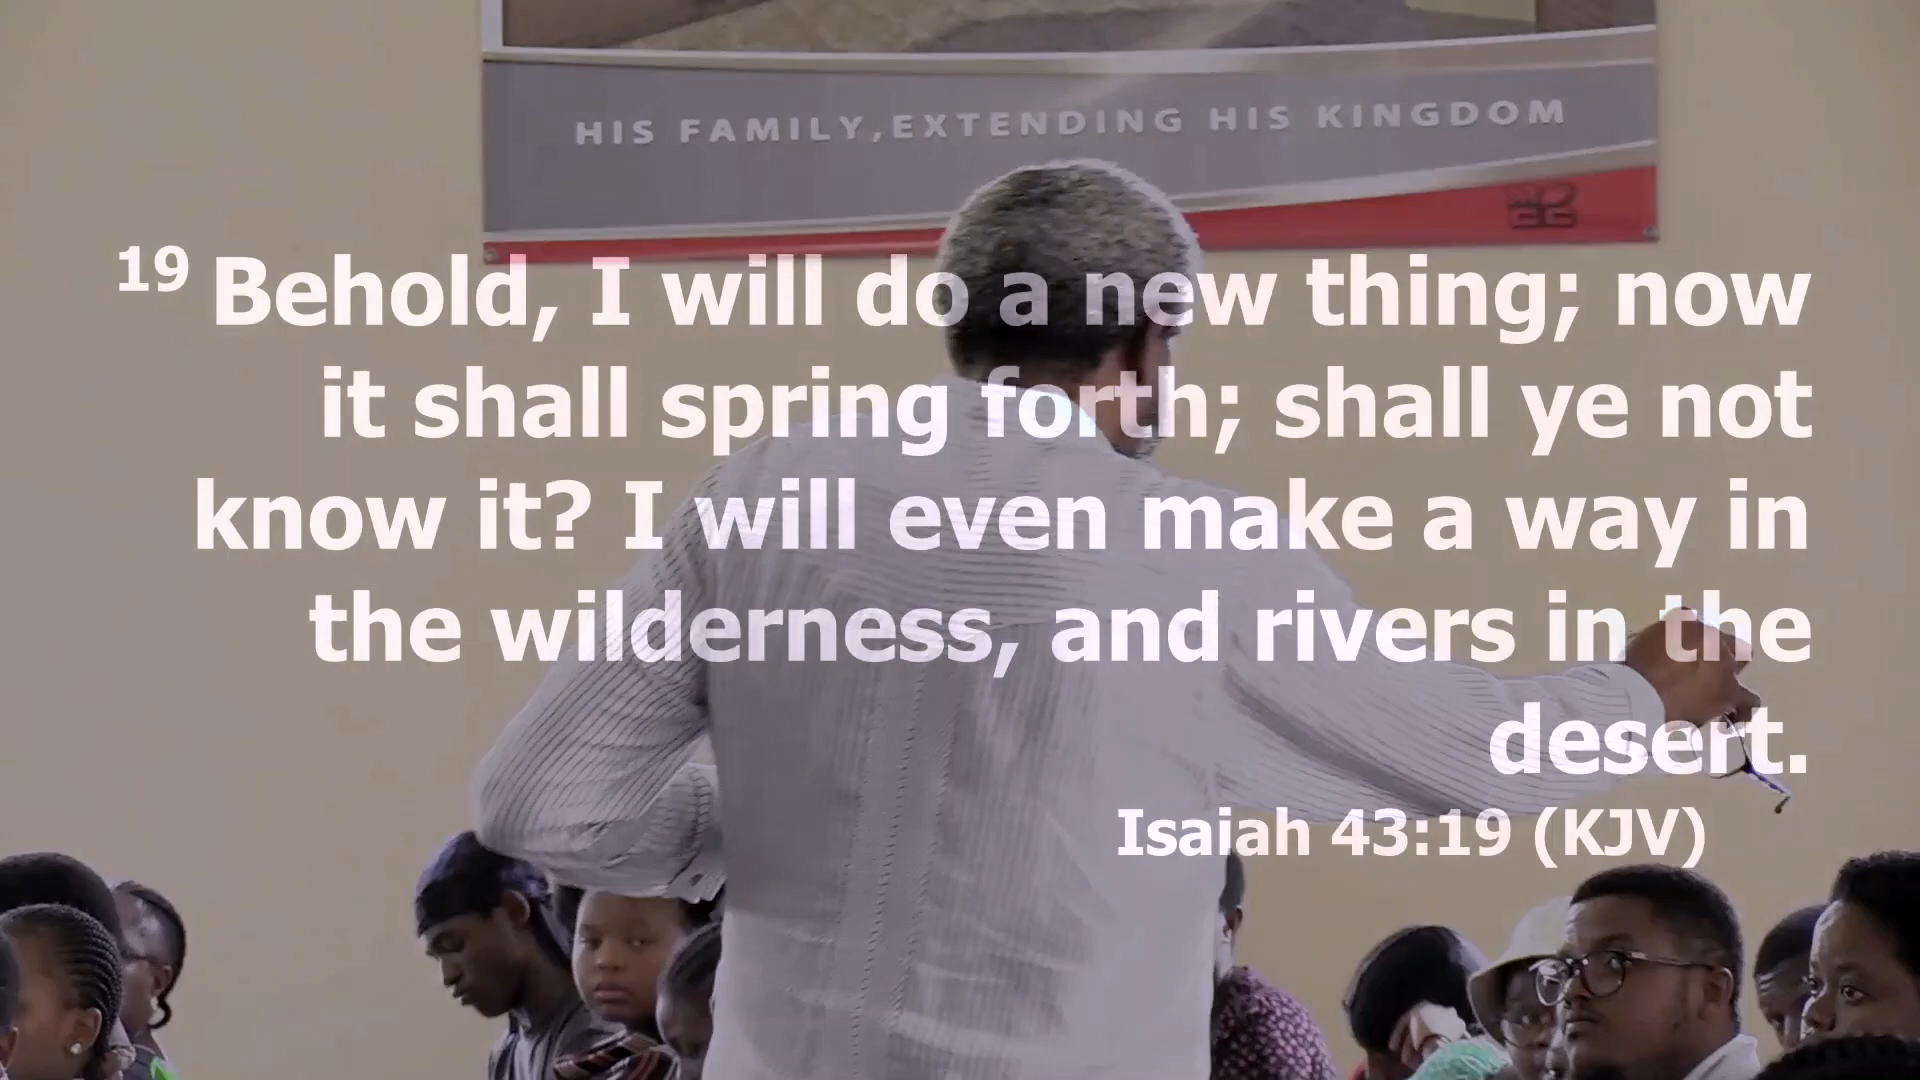 HIS FAMILY, EXTENDING HIS KINGDOM
19 Behold, I will do a new thing; now
it shall spring forth; shall ye not
know it? I will even make a way in
the wilderness, and rivers in the
desert.
Isaiah 43:19 (KJV)